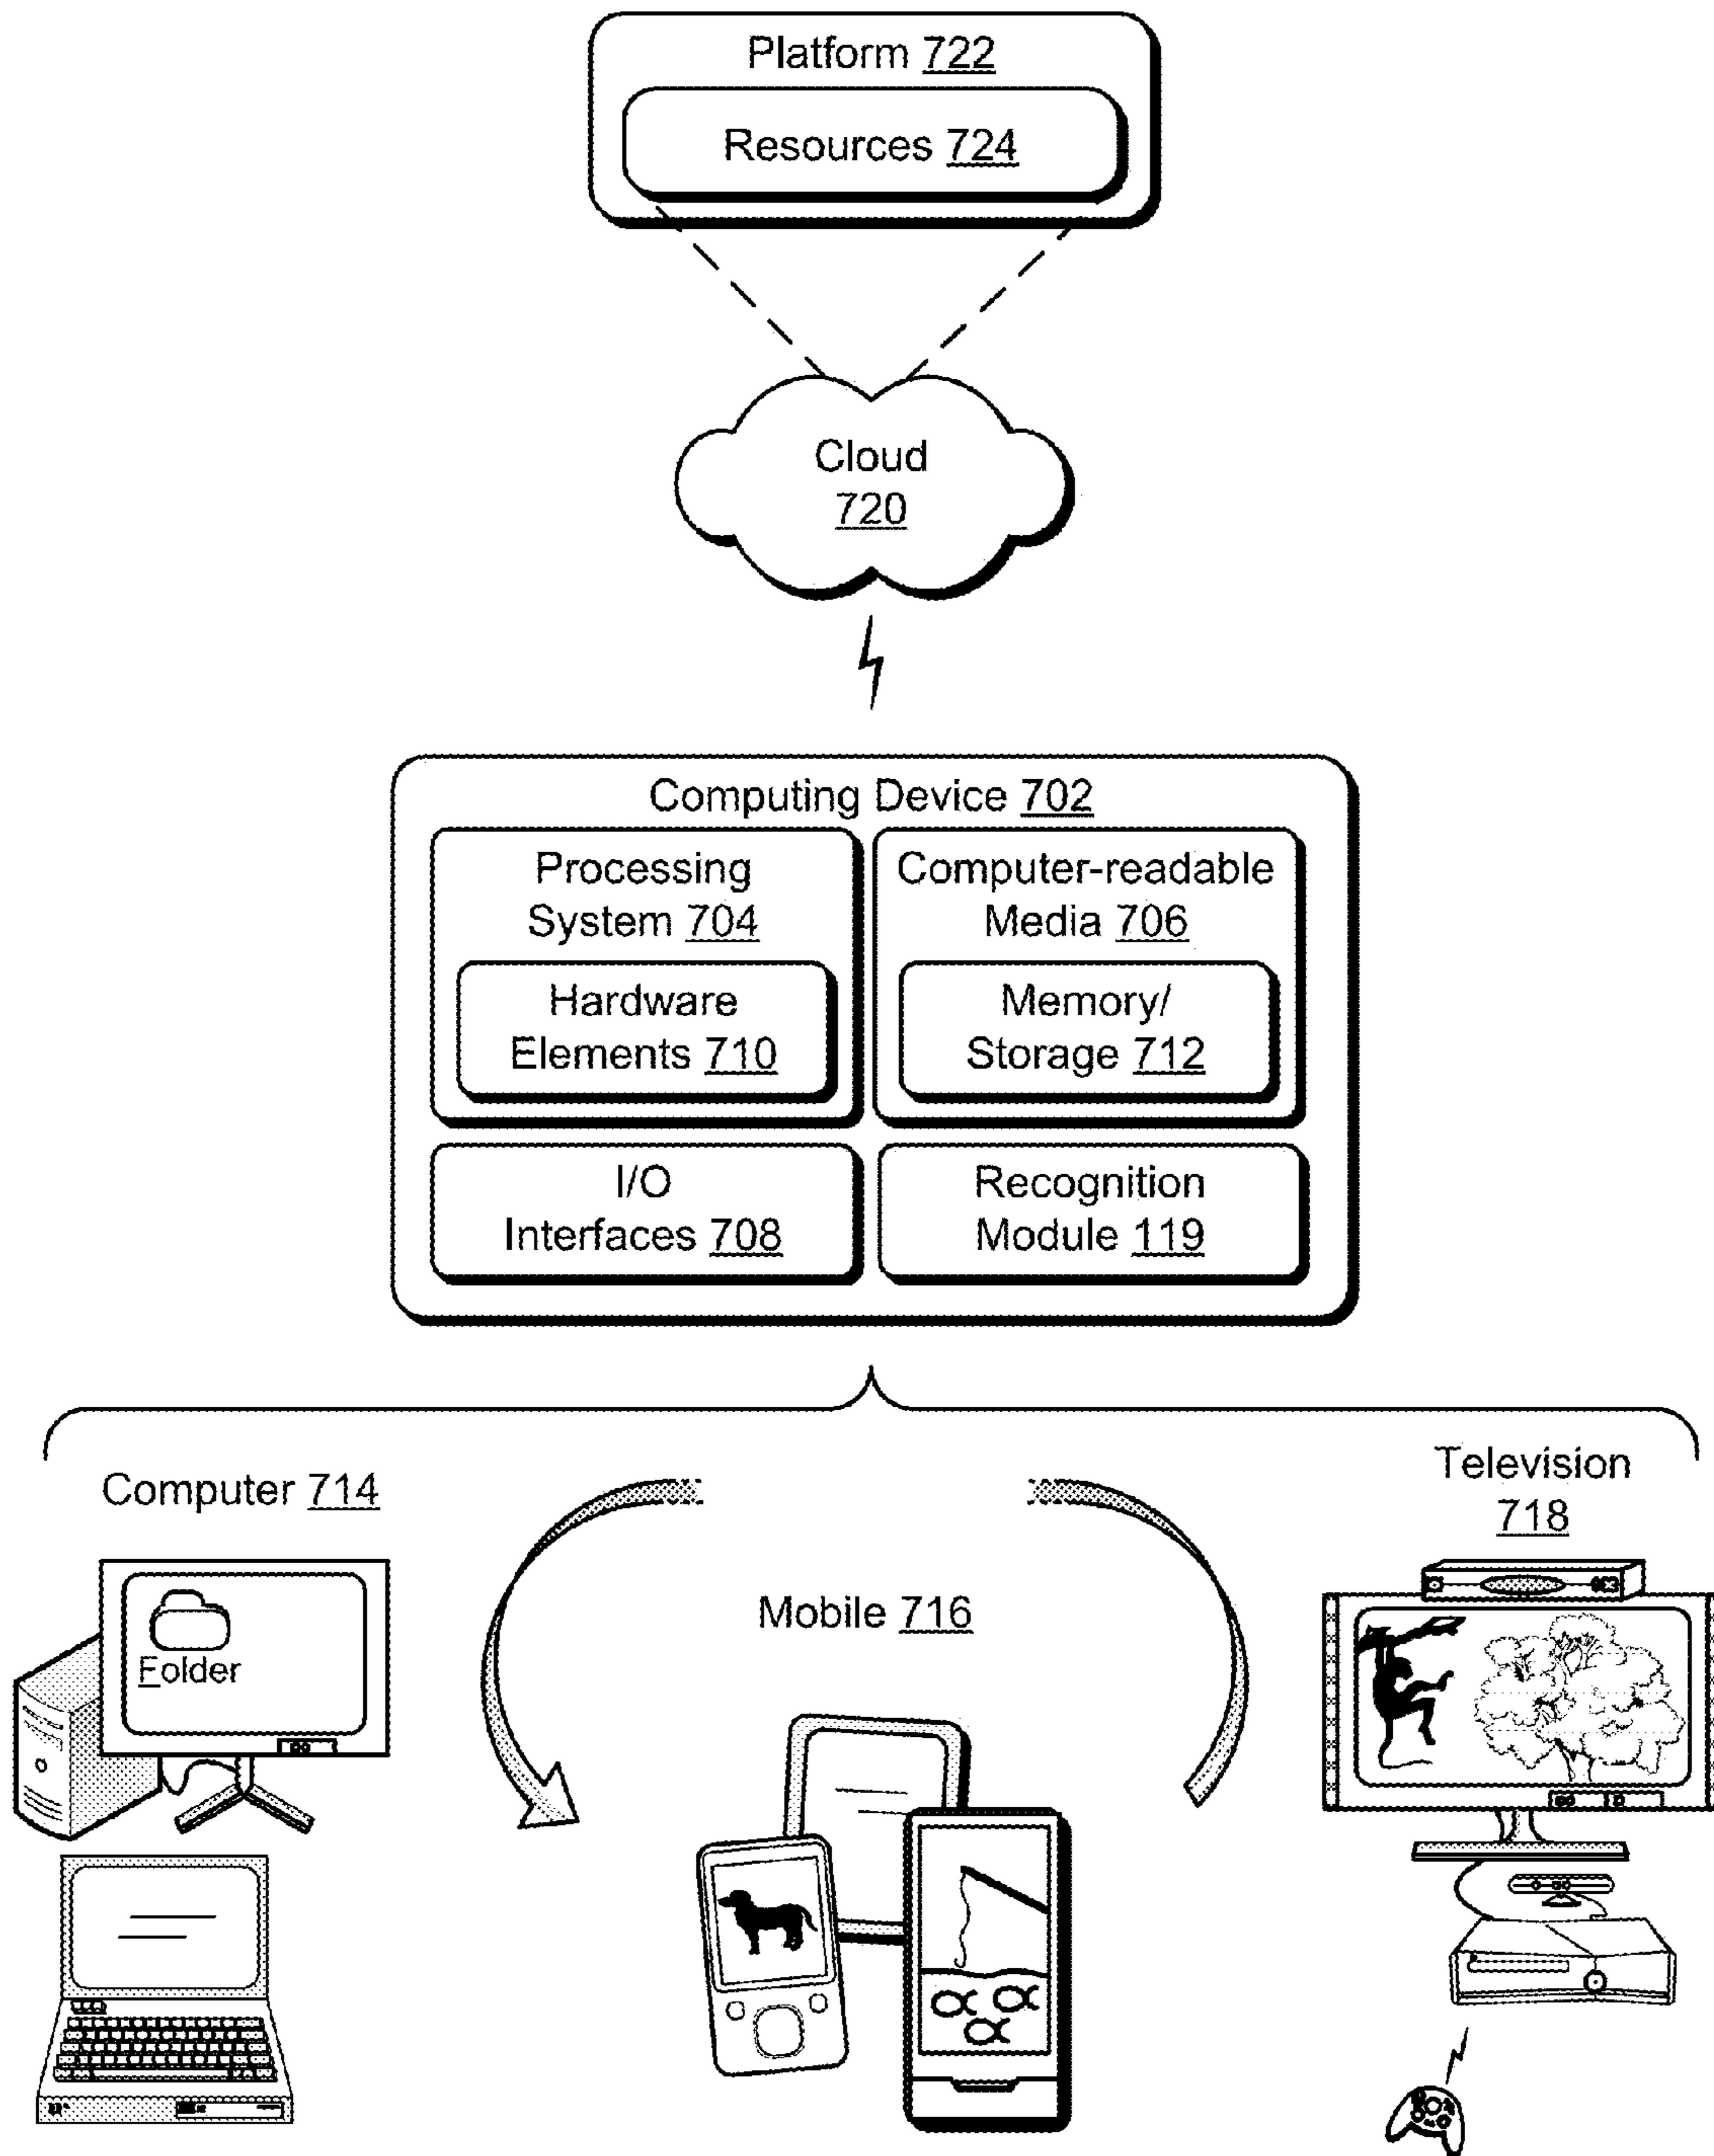 Platform 722
Resources 724
Cloud
720
Computing Device 702
Processing
System 704
Computer-readable
Media 706
Hardware
Elements 710
Memory/
Storage 712
I/O
Interfaces 708
Recognition
Module 119
Computer 714
Television
718
Mobile 716
Folder